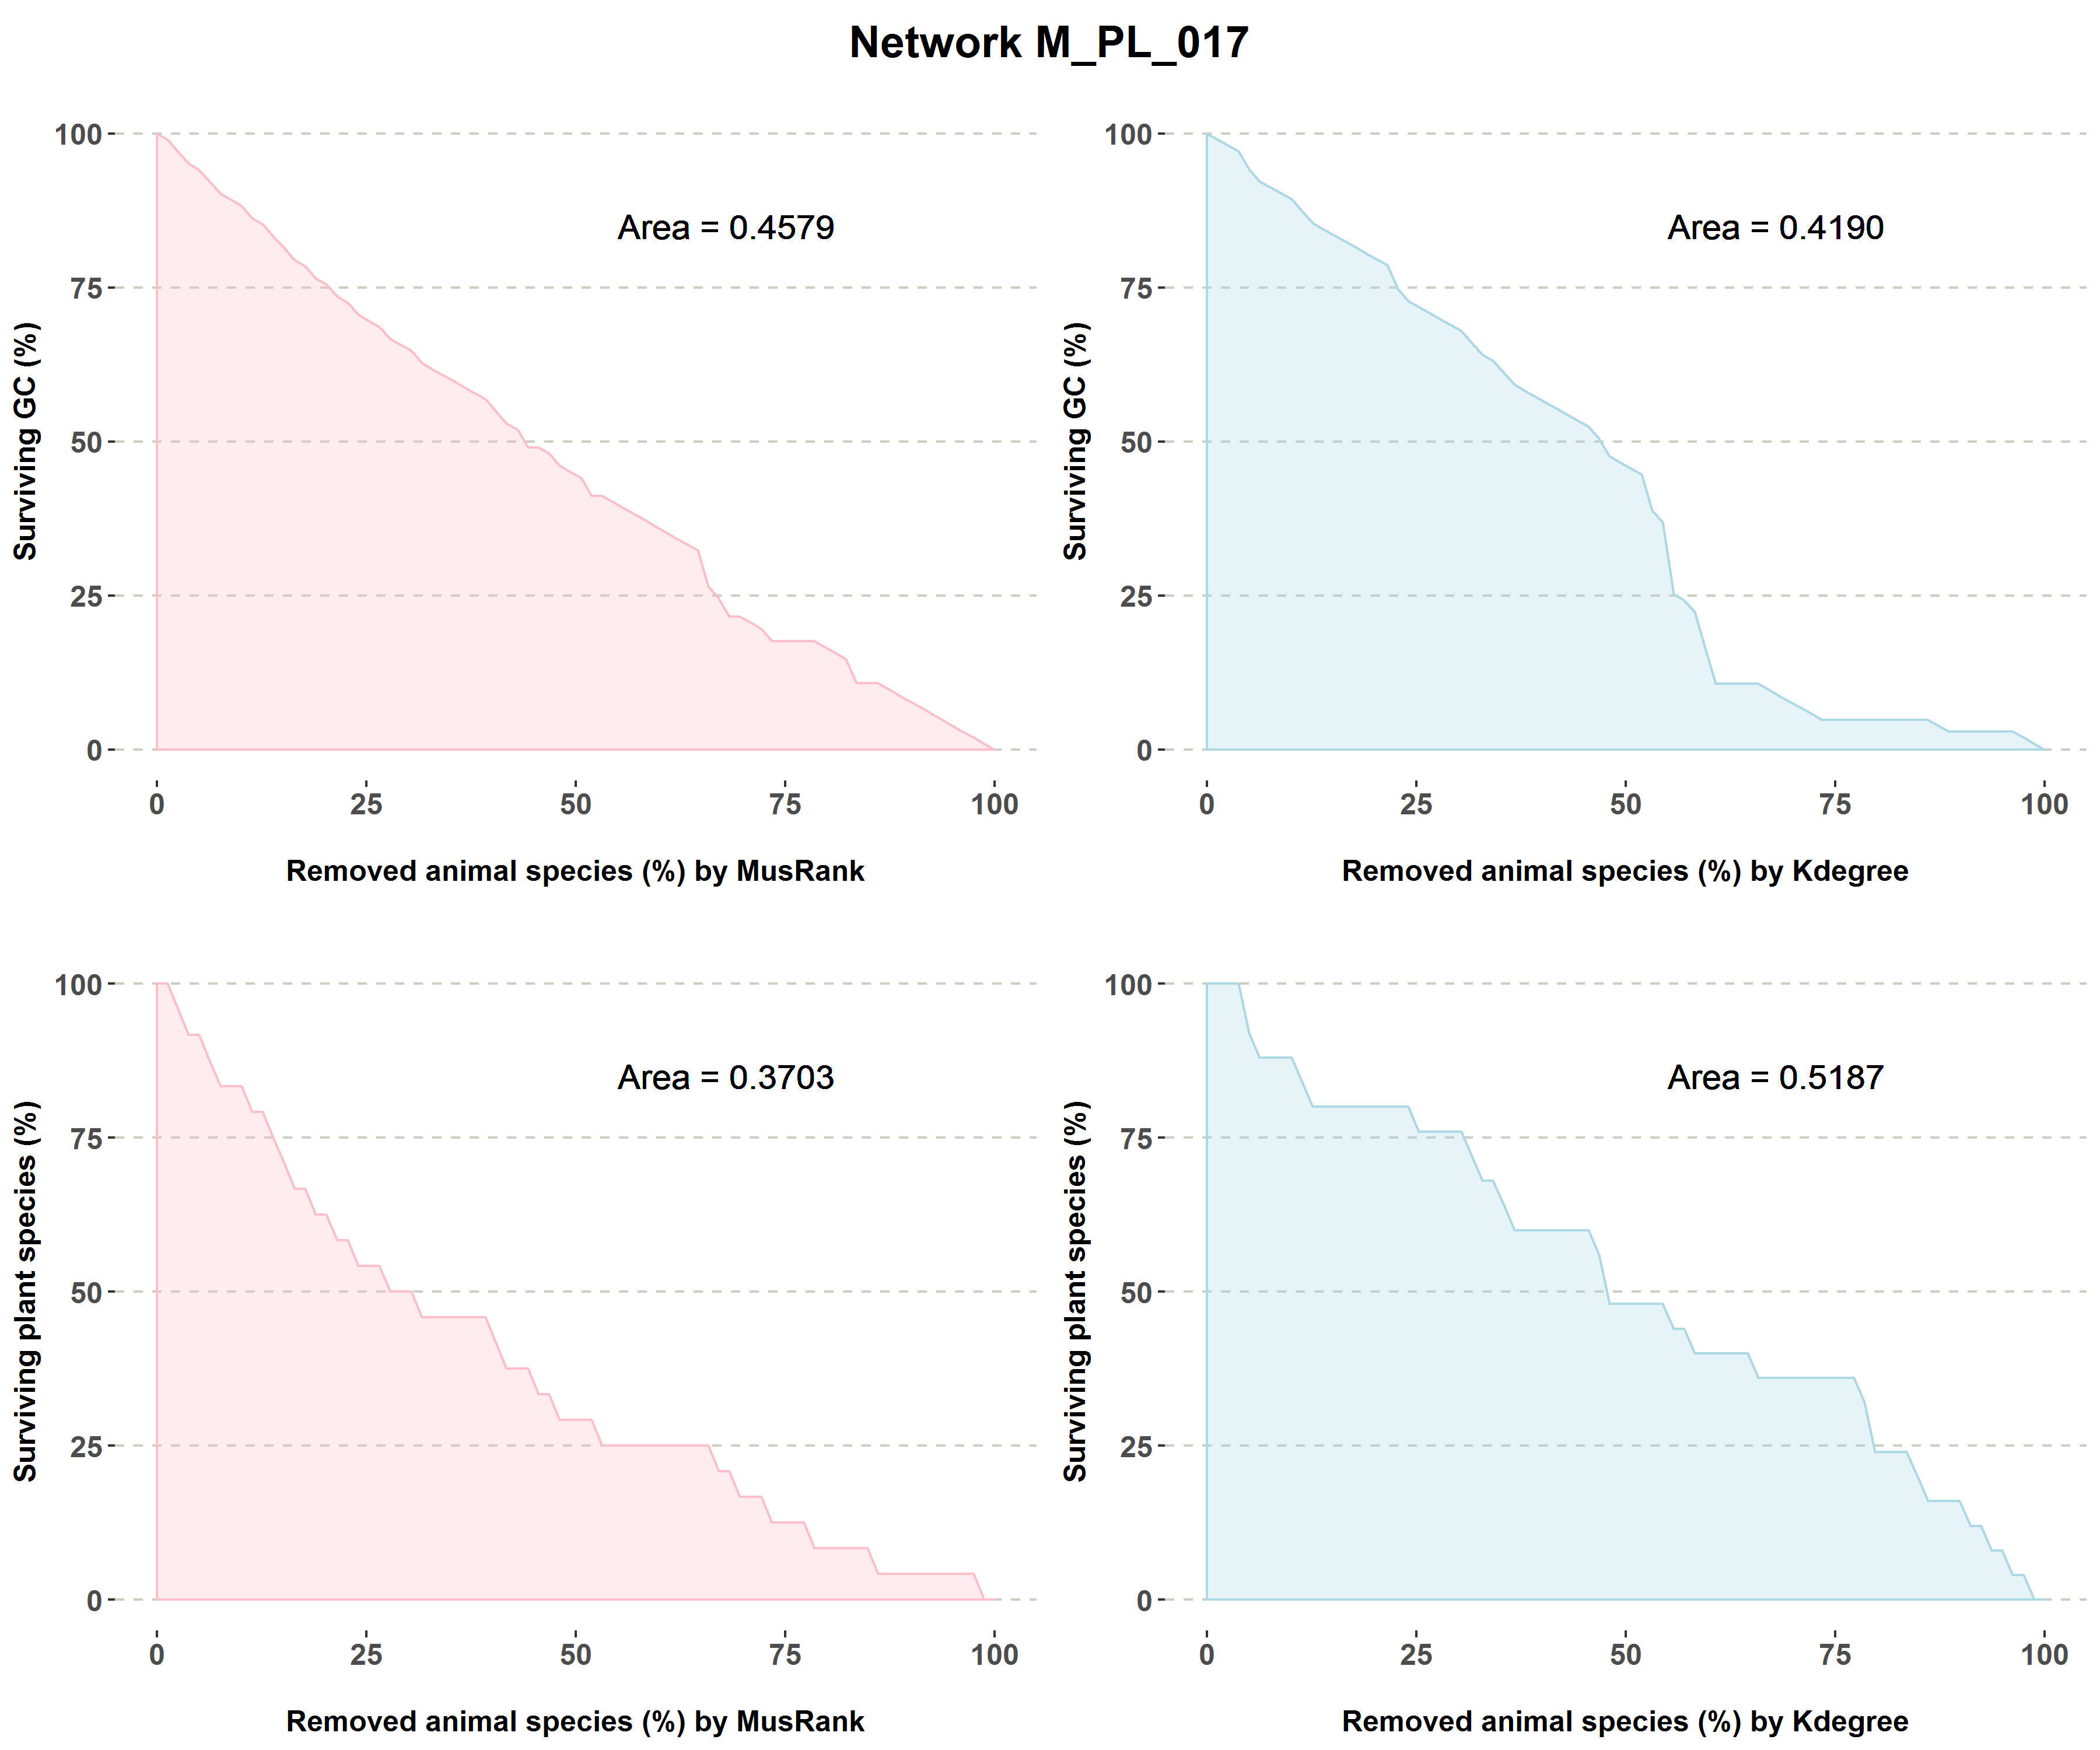 Network M_PL_017
Surviving GC (%)
100
75
50
25
0
Area = 0.4579
0 25 50 75 100
Removed animal species (%) by MusRank
Surviving GC (%)
100
75
50
25
0
Area = 0.4190
0 25 50 75 100
Removed animal species (%) by Kdegree
Surviving plant species (%)
100
75
50
25
0
Area = 0.3703
0 25 50 75 100
Removed animal species (%) by MusRank
Surviving plant species (%)
100
75
50
25
0
Area = 0.5187
0 25 50 75 100
Removed animal species (%) by Kdegree